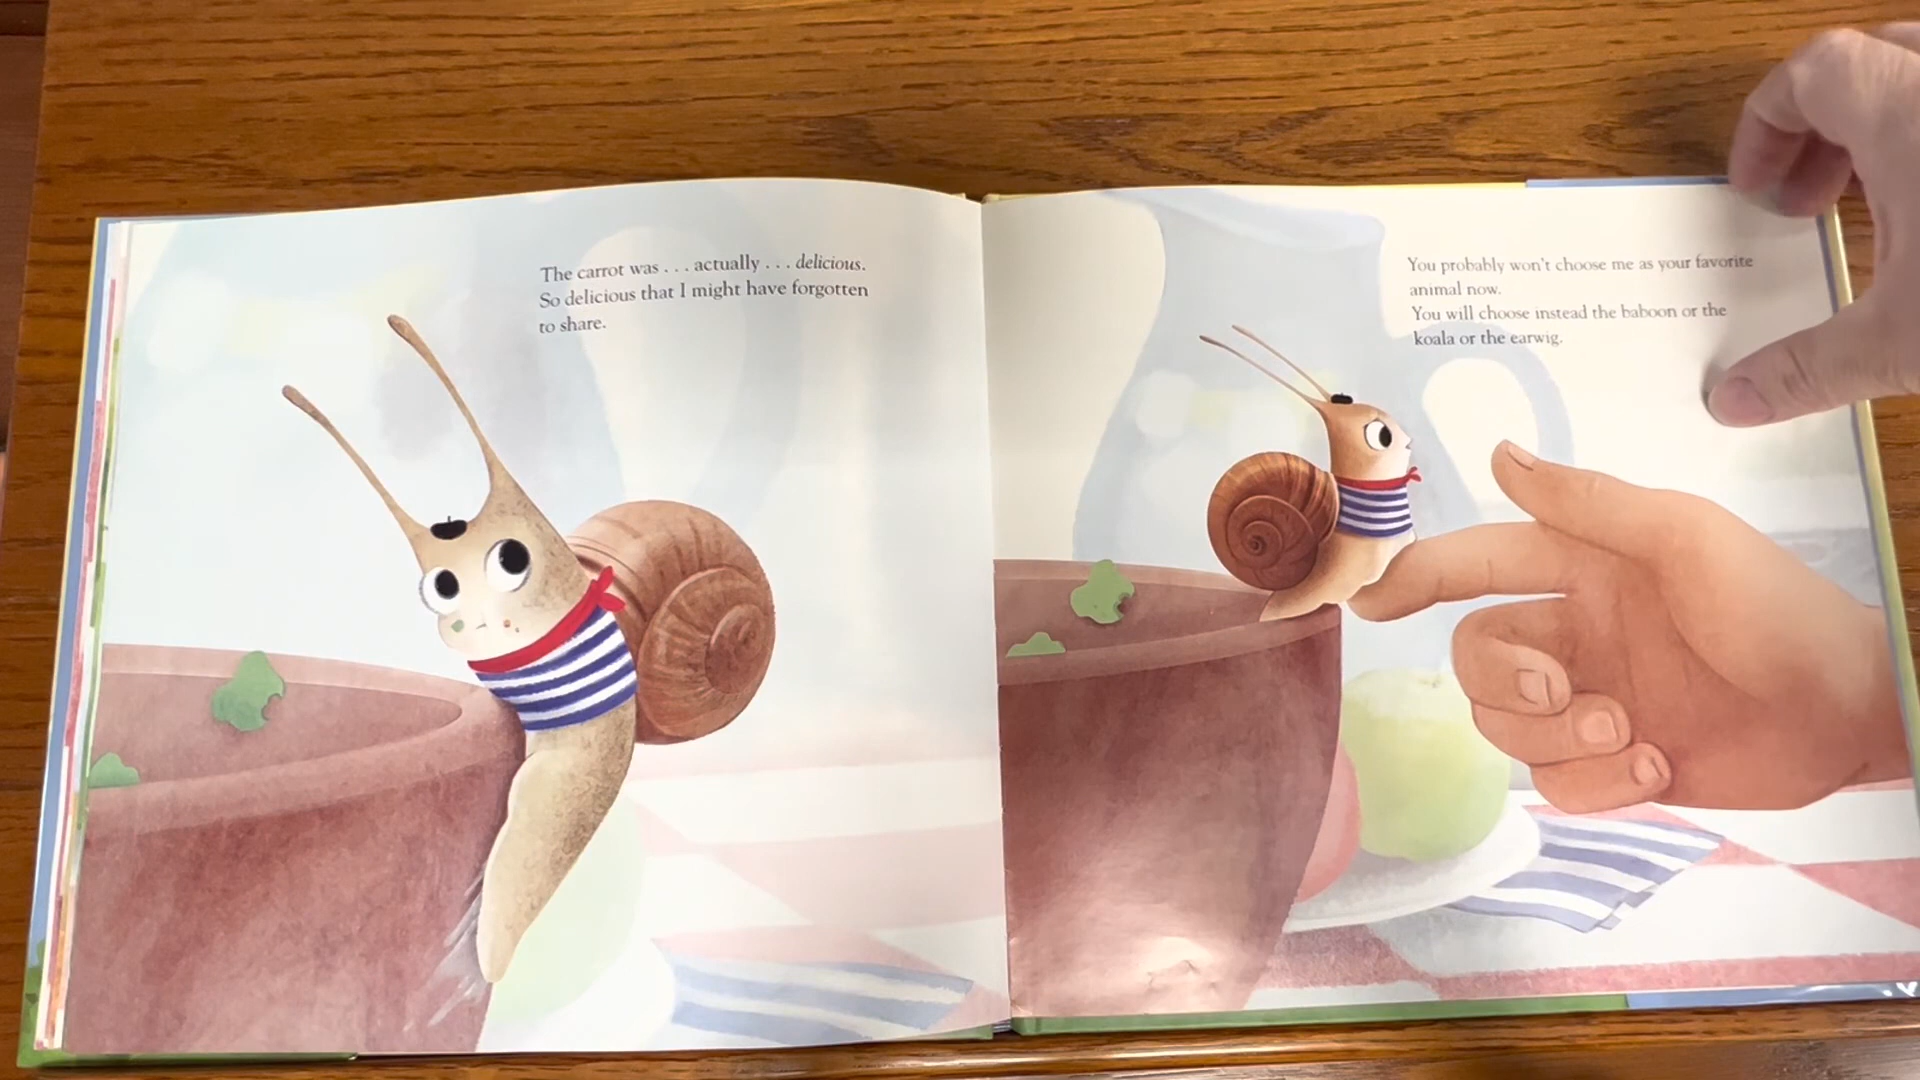 The carrot was . . . actually . . . delicious.
So delicious that I might have forgotten
to share.
You probably won't choose me as your favorite
animal now.
You will choose instead the baboon or the
koala or the earwig.